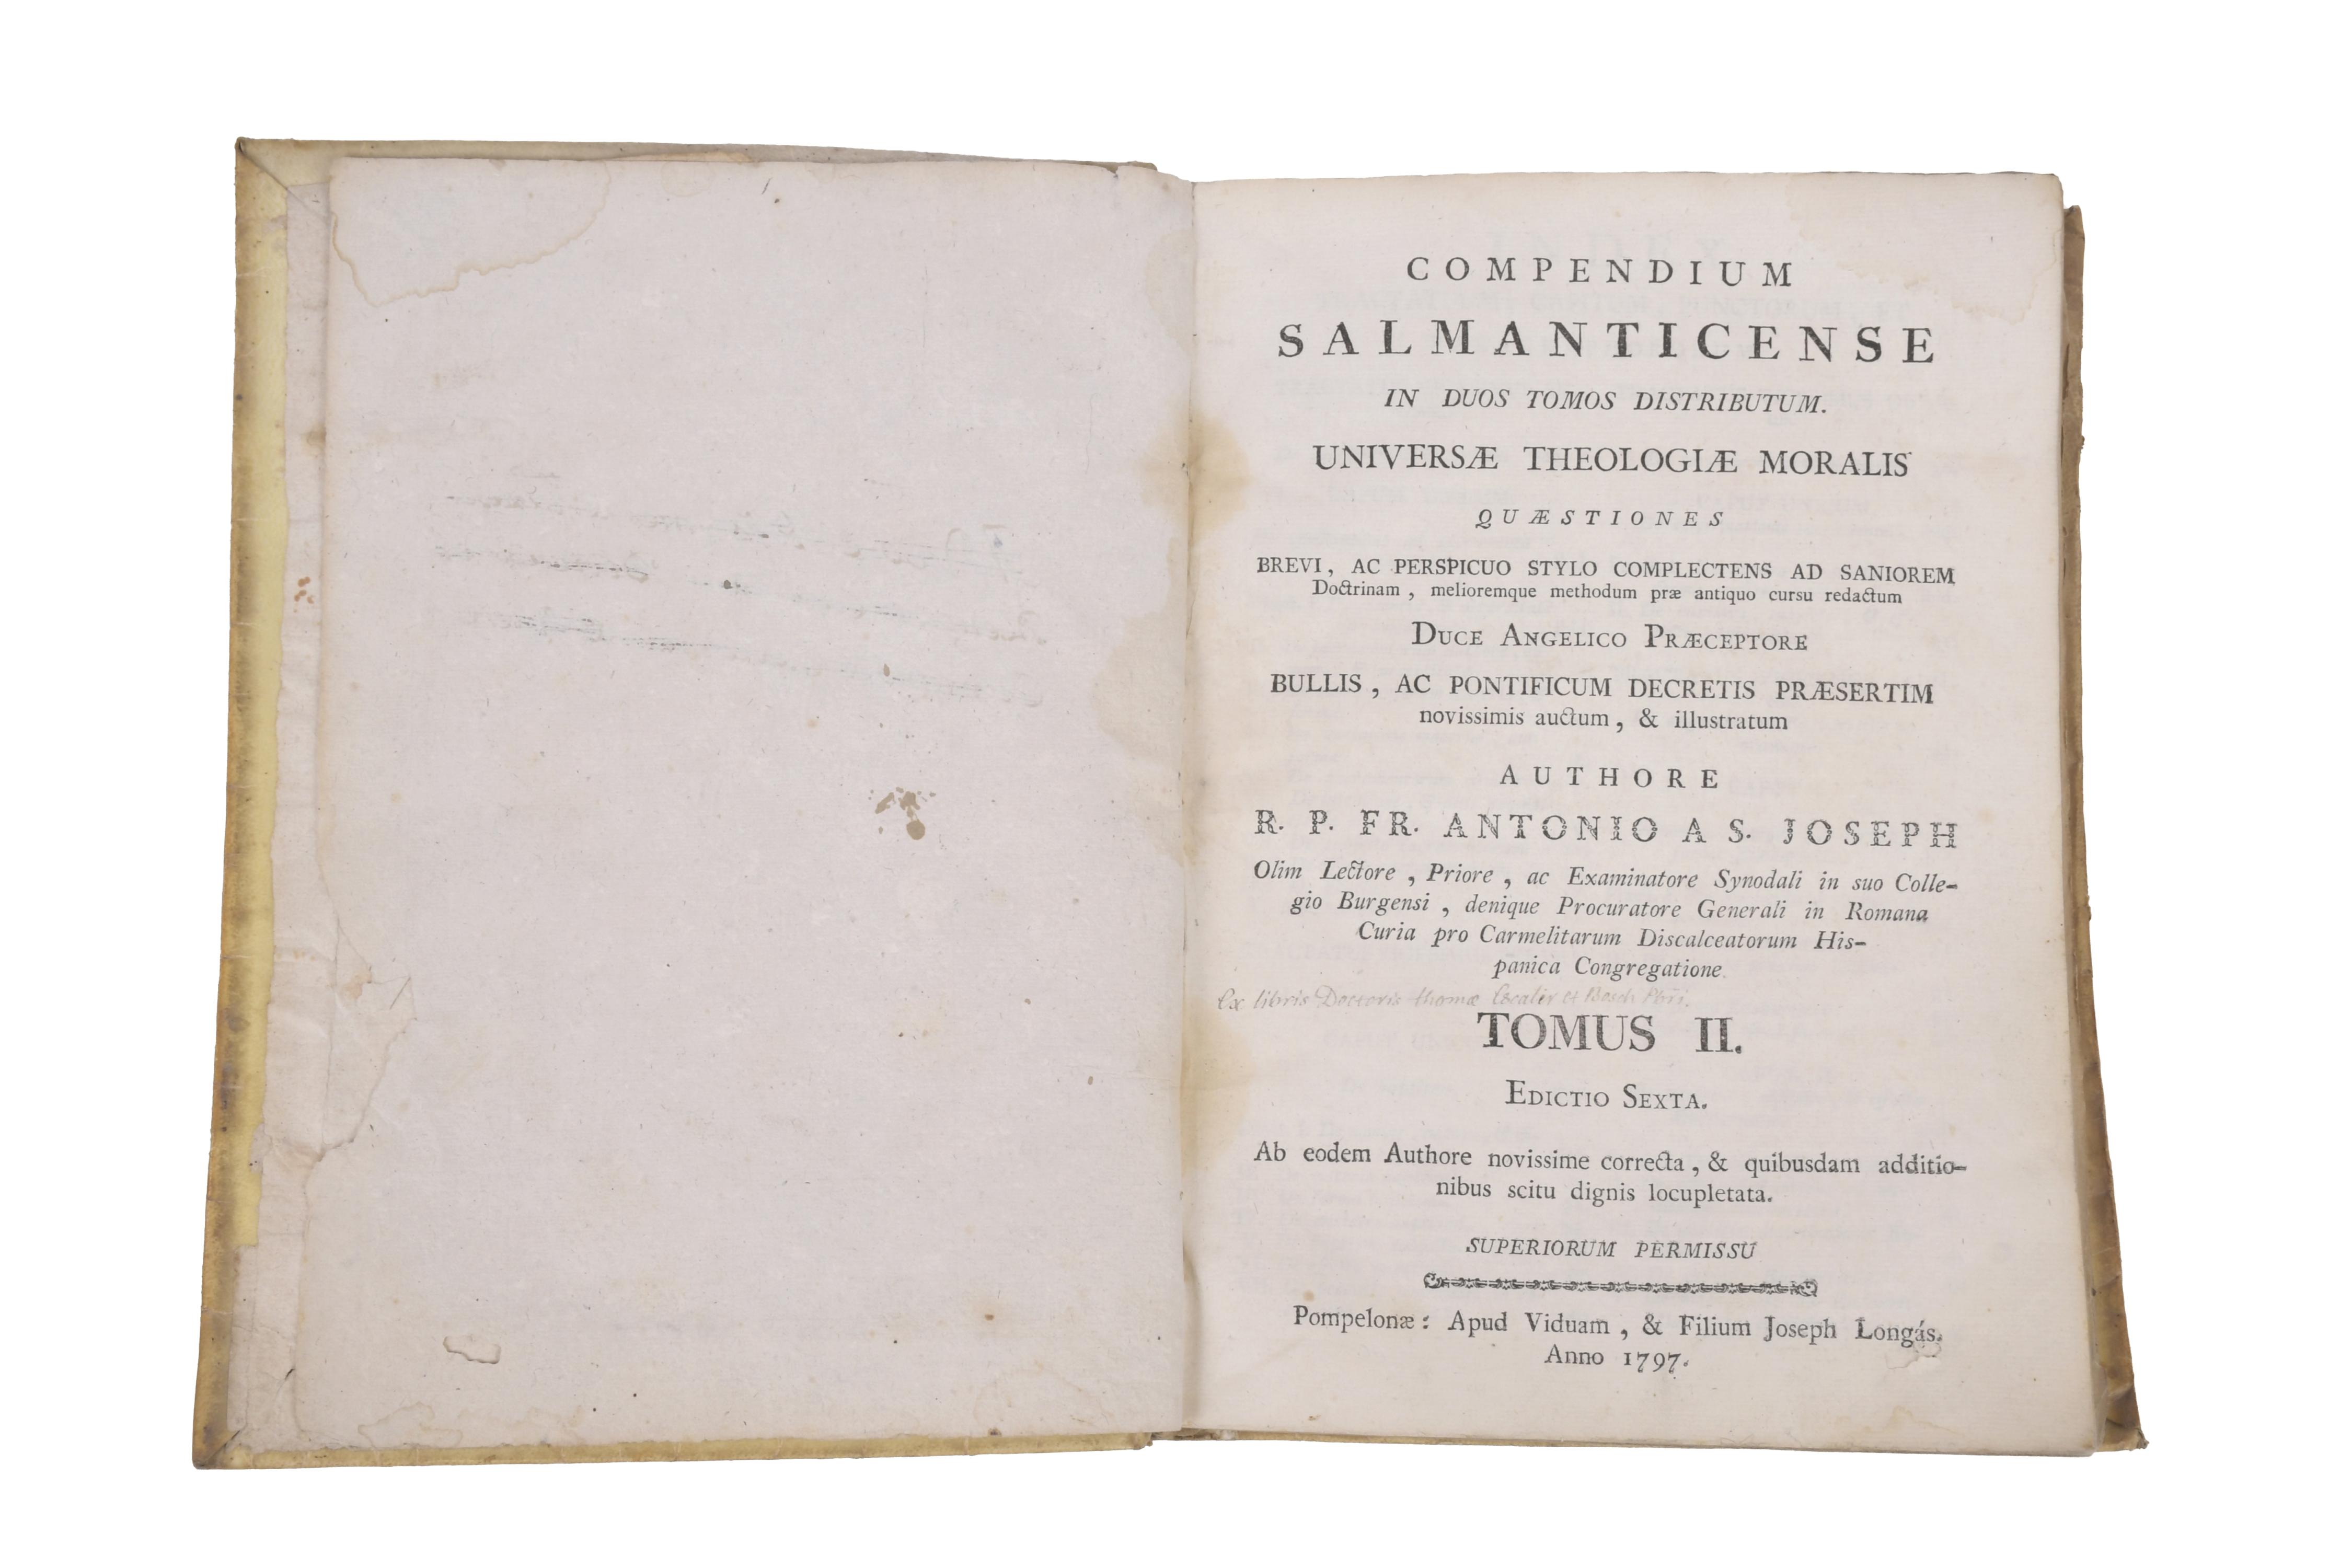 COMPENDIUM
SALMANTICENSE
IN DUOS TOMOS DISTRIBUTUM.
UNIVERSÆ THEOLOGIÆ MORALIS
QUÆSTIONES
BREVI, AC PERSPICUO STYLO COMPLECTENS AD SANIOREM
Doctrinam, melioremque methodum præ antiquo cursu redactum
DUCE ANGELICO PRÆCEPTORE
BULLIS, AC PONTIFICUM DECRETIS PRÆSERTIM
novissimis auctum, & illustratum
AUTHORE
R. P. FR. ANTONIO A S. JOSEPH
Olim Lectore, Priore, ac Examinatore Synodali in suo Colle-
gio Burgensi, denique Procuratore Generali in Romana
Curia pro Carmelitarum Discalceatorum His-
panica Congregatione.
Ex libris Doctoris Thomæ et Bosch
TOMUS II.
EDICTIO SEXTA.
Ab eodem Authore novissime correcta, & quibusdam additio-
nibus scitu dignis locupletata.
SUPERIORUM PERMISSU
Pompelonæ: Apud Viduam, & Filium Joseph Longás.
Anno 1797.